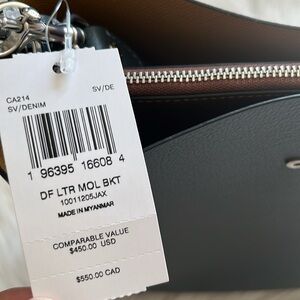 CA214 SV/DE
SV/DENIM
1 96395 16608 4
DF LTR MOL BKT
10011205JAX
MADE IN MYANMAR
COMPARABLE VALUE
$450.00 USD
$550.00 CAD